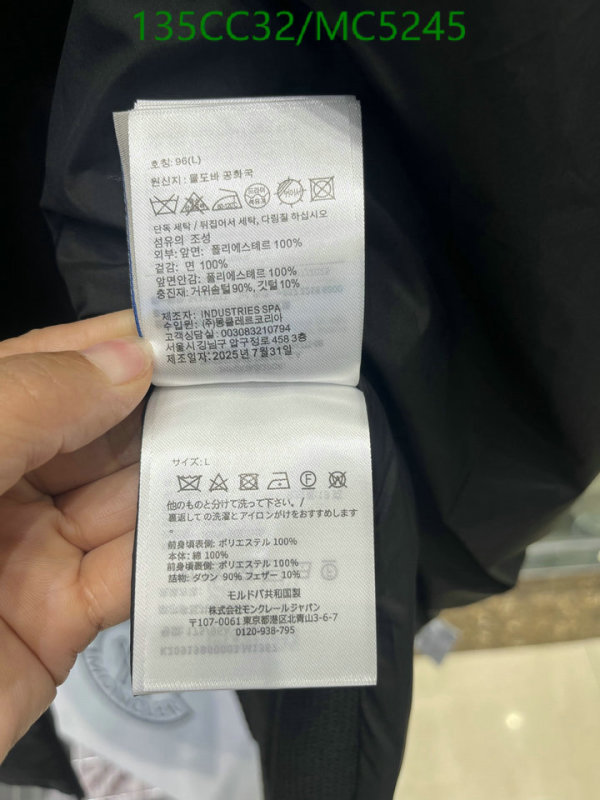 135CC32/MC5245
호칭: 96(L)
원산지 : 몰도바 공화국
단독 세탁 / 뒤집어서 세탁, 다림질 하십시오
섬유의 조성
외부: 앞면: 폴리에스테르 100%
겉감: 면 100%
앞면안감: 폴리에스테르 100%
충진재: 거위솜털90%, 깃털 10%
제조자: INDUSTRIES SPA
수입원: (주)몽클레르코리아
고객상담실: 003083210794
서울시 강남구 압구정로 458 3층
제조일자: 2025년 7월31일
サイズ: L
他のものと分けて洗って下さい。/
裏返しての洗濯とアイロンがけをおすすめします
。
前身頃表側: ポリエステル 100%
本体: 綿 100%
前身頃裏側: ポリエステル 100%
詰物: ダウン 90% フェザー 10%
モルドバ共和国製
株式会社モンクレールジャパン
〒107-0061 東京都港区北青山3-6-7
0120-938-795